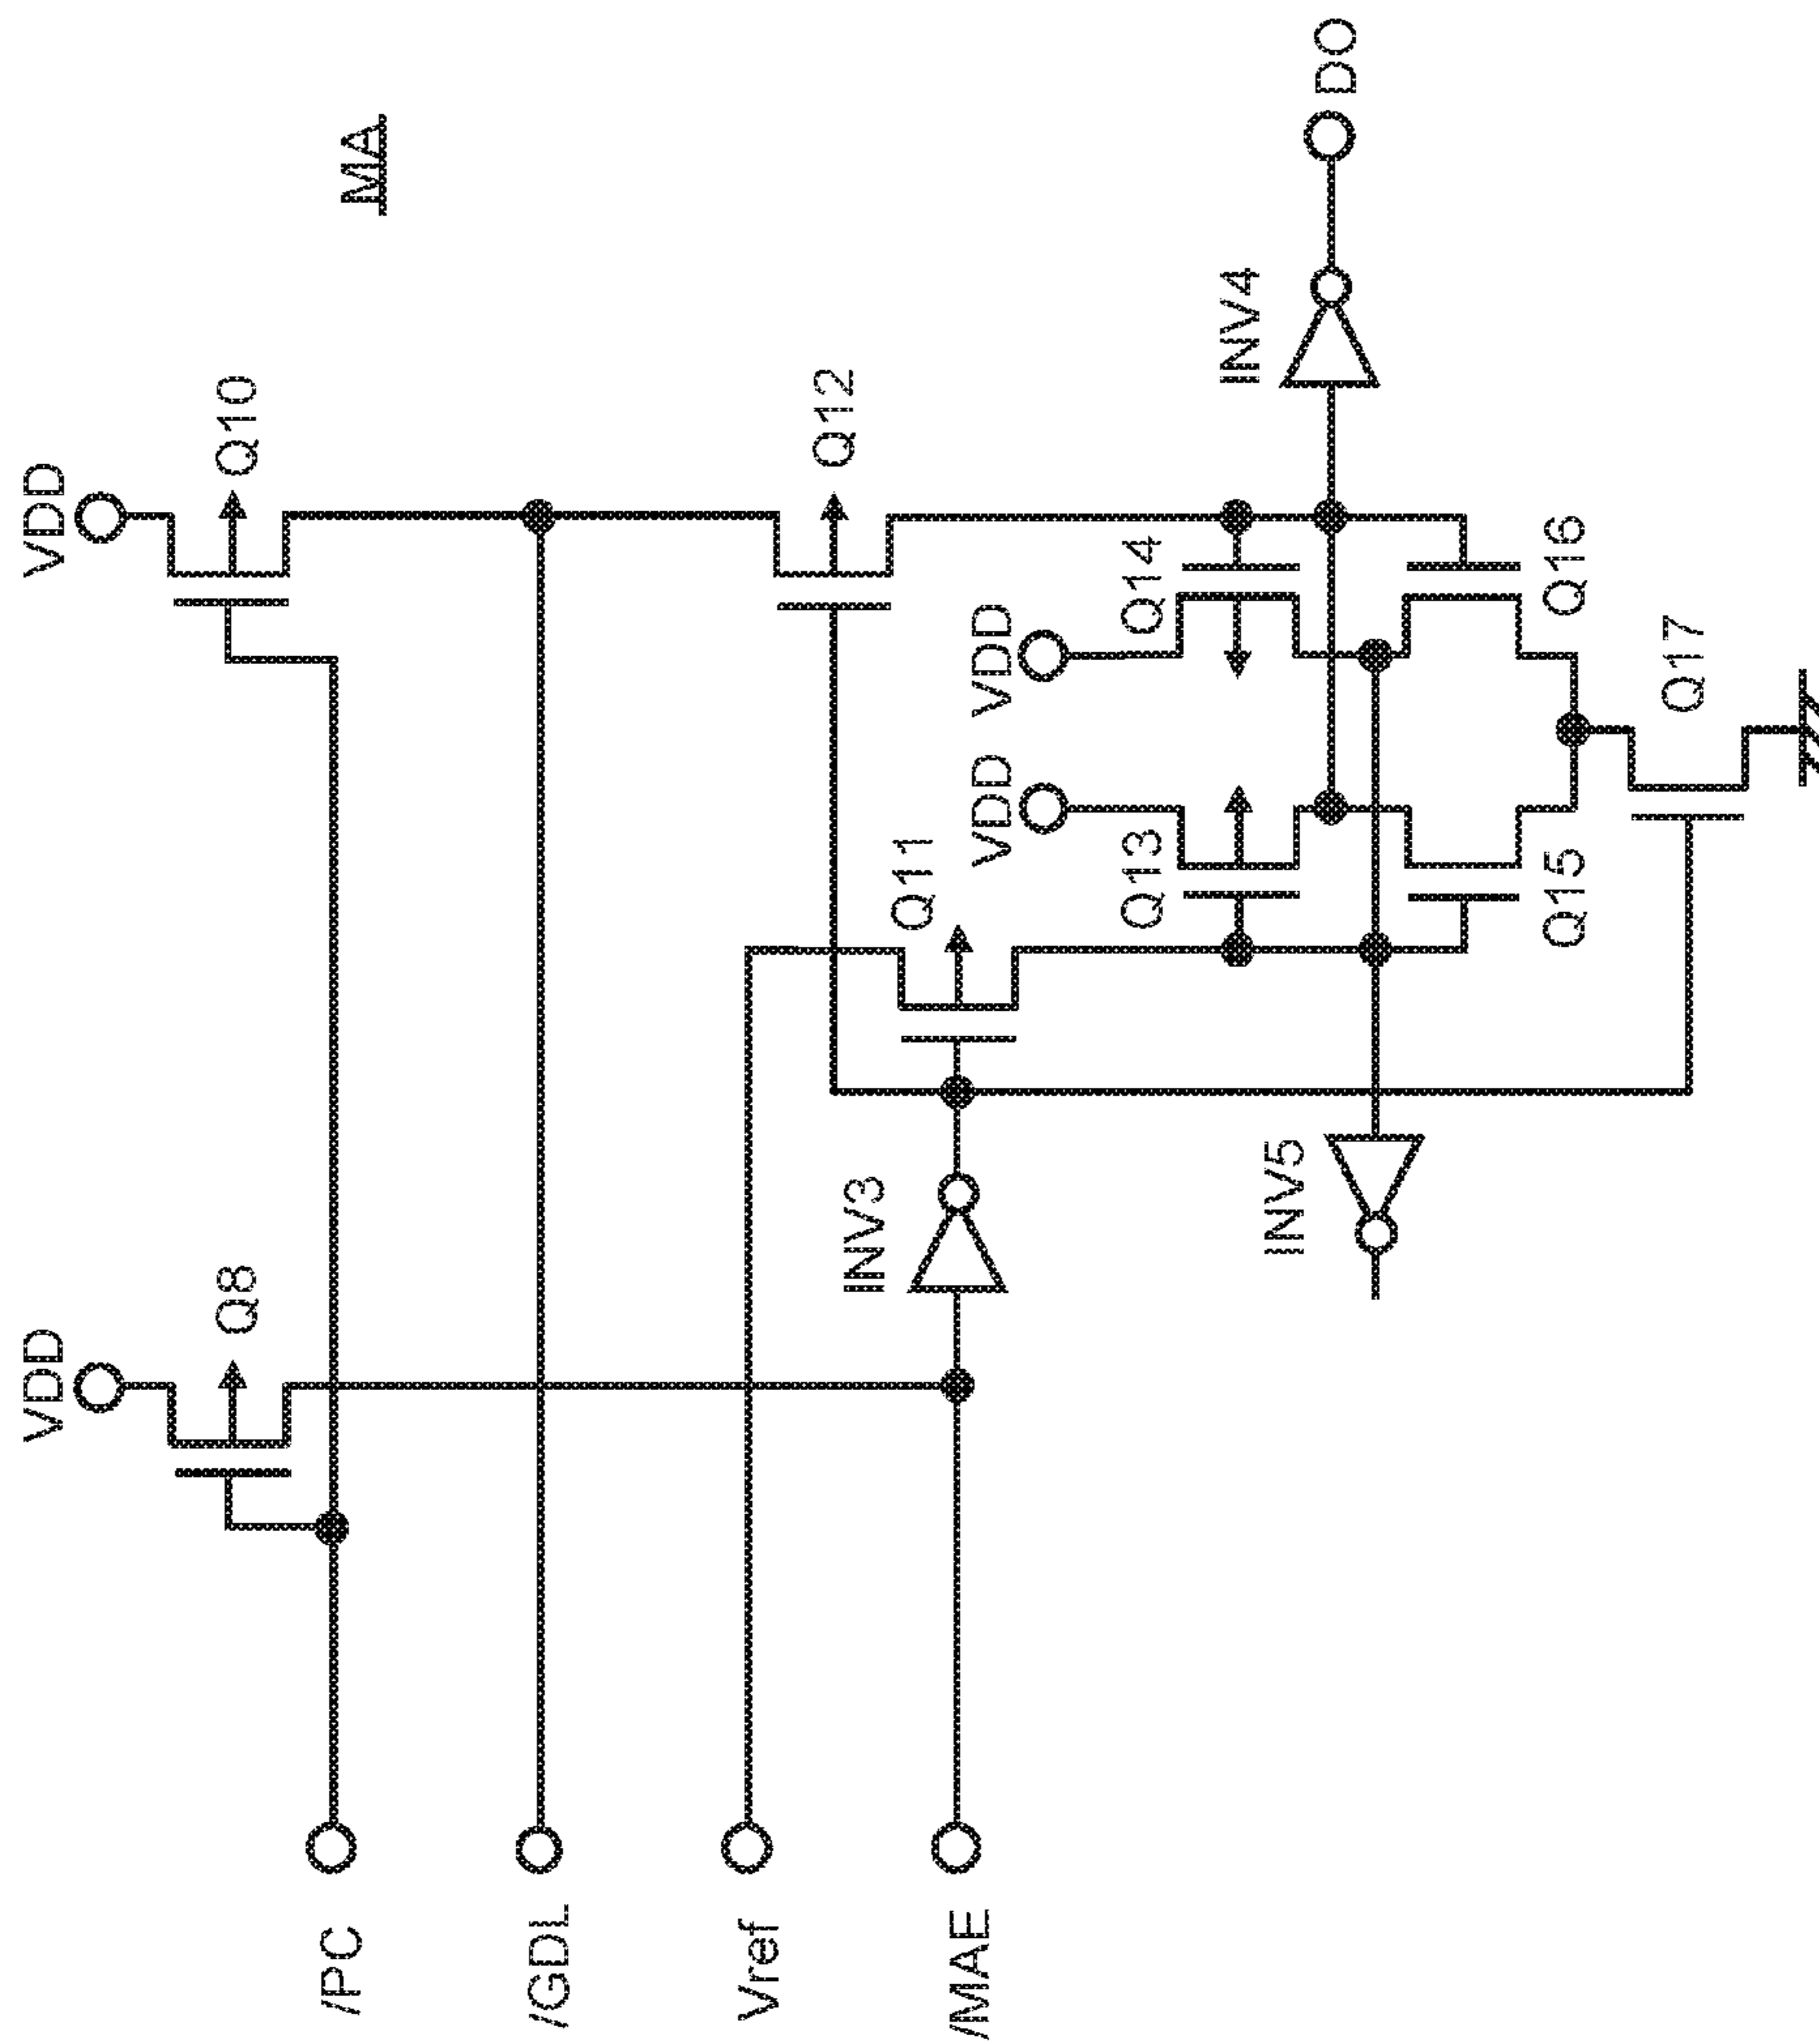 MA
VDD
VDD
Q8
Q10
/PC
/GDL
Vref
/MAE
Q12
INV3
Q11
VDD
VDD
Q13
Q14
INV4
DO
INV5
Q15
Q16
Q17